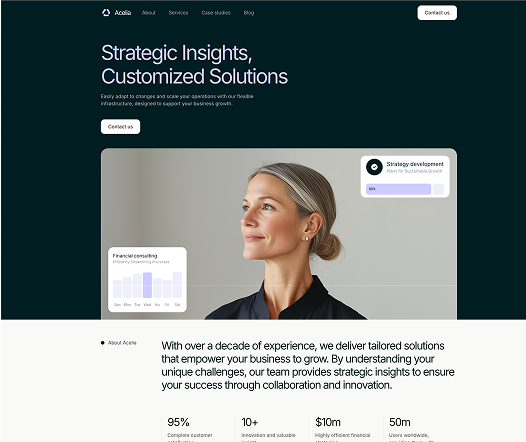 Acelia
About
Services
Case studies
Blog
Contact us
Strategic Insights,
Customized Solutions
Easily adapt to changes and scale your operations with our flexible
infrastructure, designed to support your business growth.
Contact us
Strategy development
Plans for Sustainable Growth
Financial consulting
Efficiency Streamlining Processes
Sun Mon Tue Wed Thu Fri Sat
About Acelia
With over a decade of experience, we deliver tailored solutions
that empower your business to grow. By understanding your
unique challenges, our team provides strategic insights to ensure
your success through collaboration and innovation.
95%
Complete customer
10+
Innovation and valuable
$10m
Highly efficient financial
50m
Users worldwide,